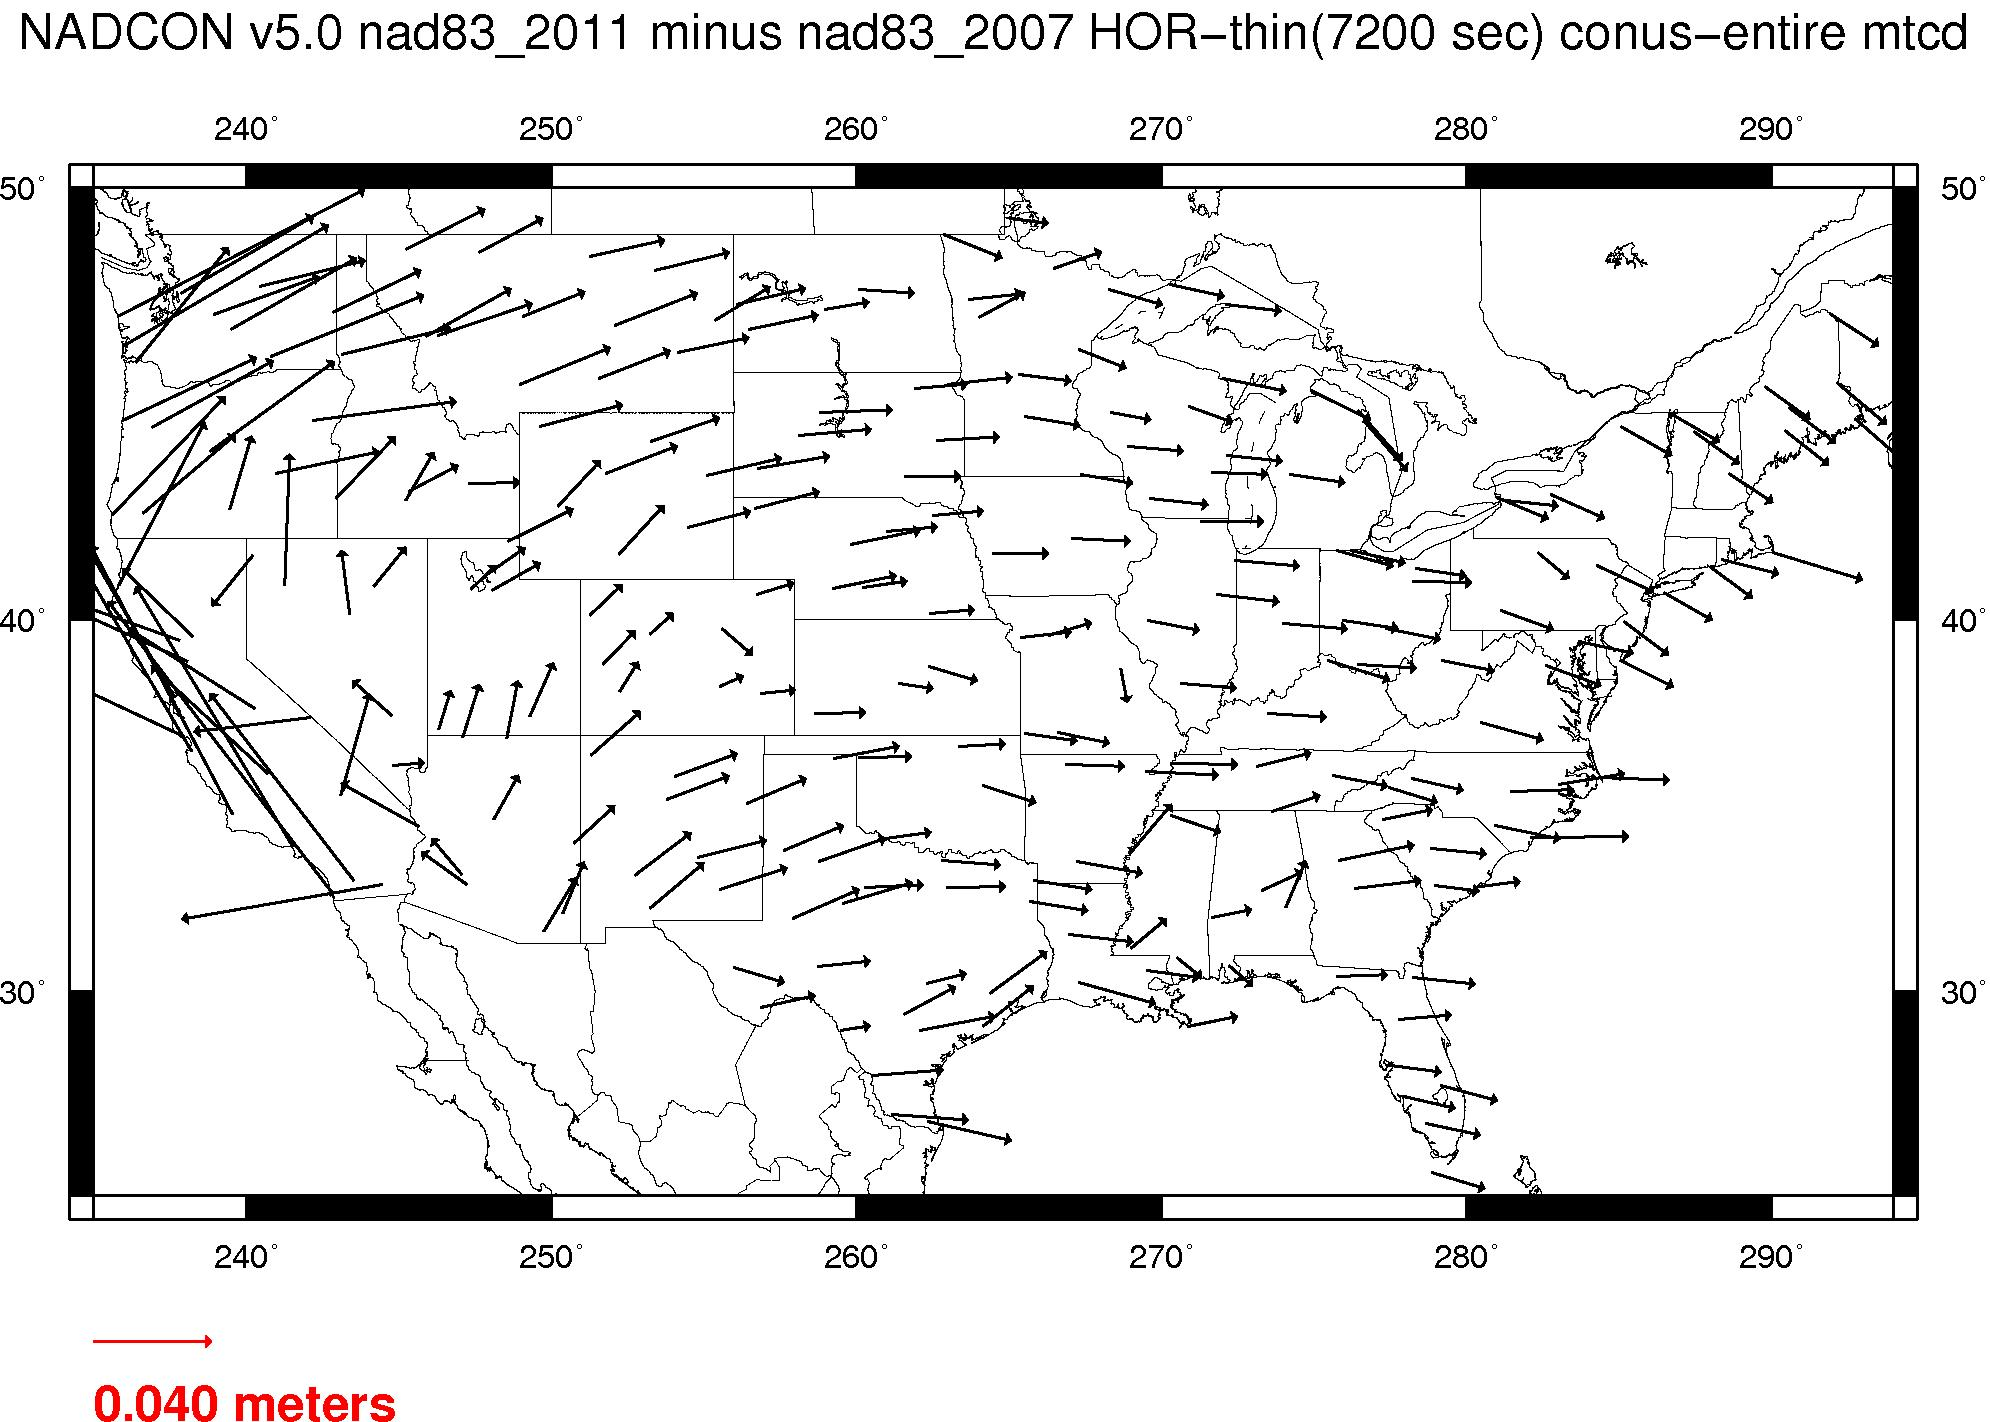 NADCON v5.0 nad83_2011 minus nad83_2007 HOR−thin(7200 sec) conus−entire mtcd
240° 250° 260° 270° 280° 290°
50° 50°
40° 40°
30° 30°
240° 250° 260° 270° 280° 290°
0.040 meters